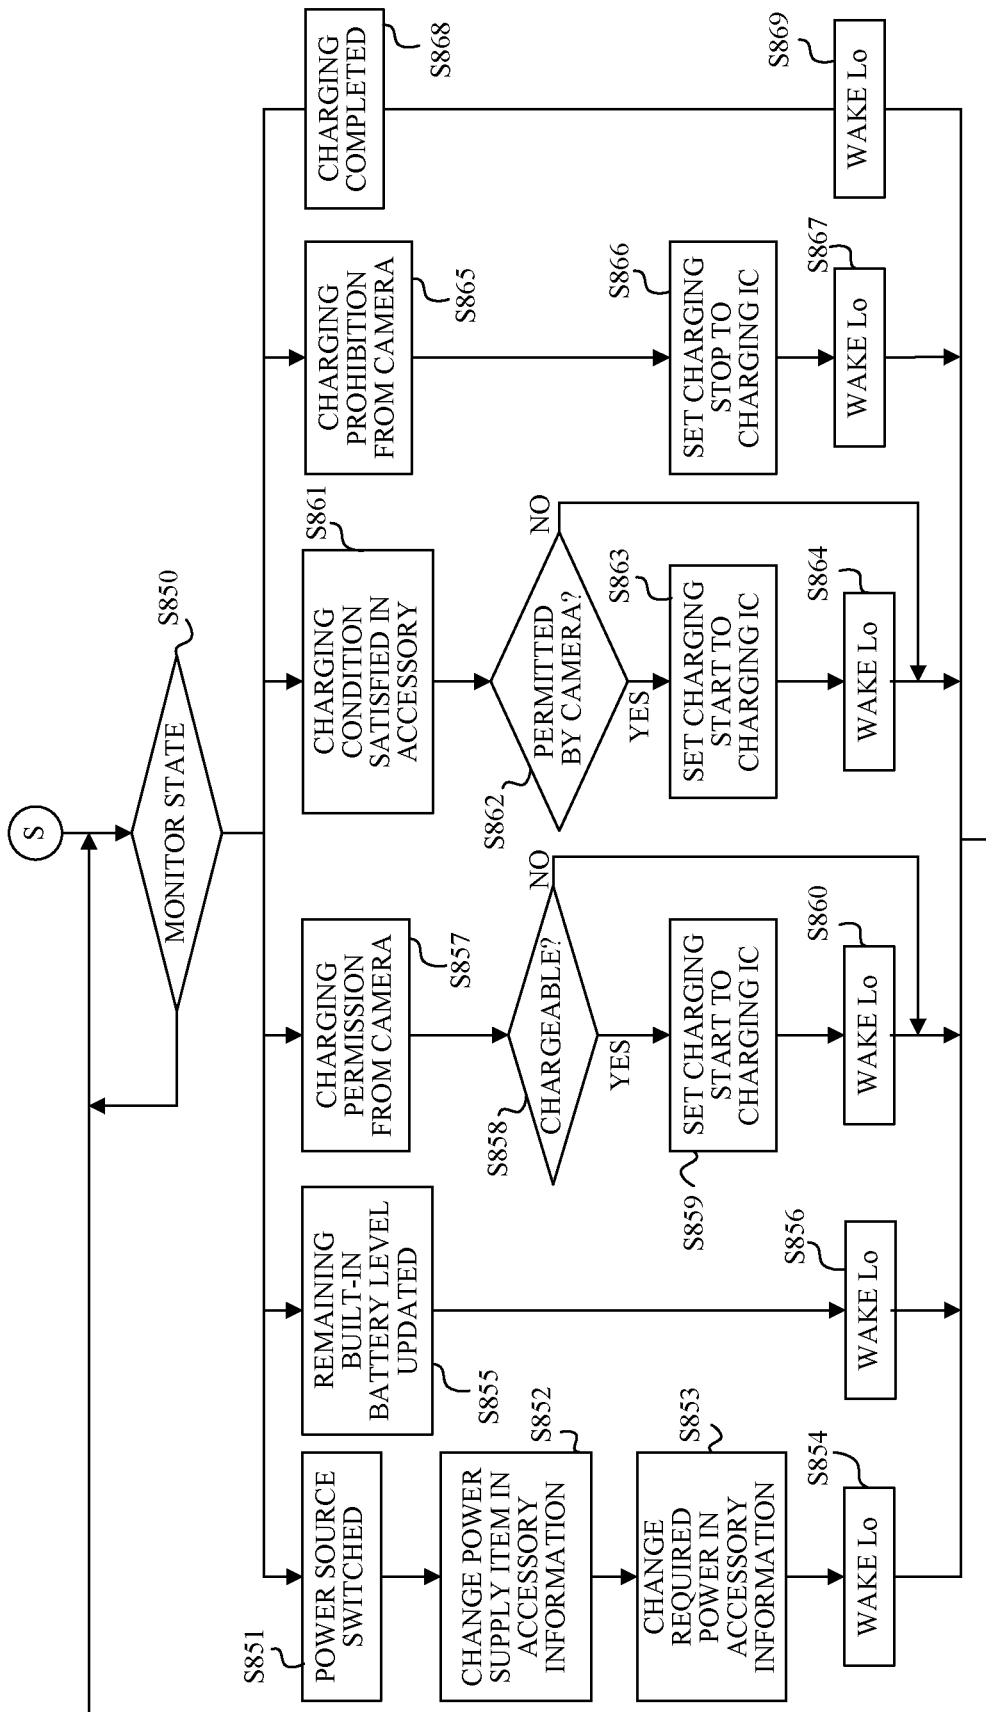 S
MONITOR STATE
S850
POWER SOURCE
SWITCHED
S851
CHANGE POWER
SUPPLY ITEM IN
ACCESSORY
INFORMATION
S852
CHANGE
REQUIRED
POWER IN
ACCESSORY
INFORMATION
S853
WAKE Lo
S854
REMAINING
BUILT-IN
BATTERY LEVEL
UPDATED
S855
WAKE Lo
S856
CHARGING
PERMISSION
FROM CAMERA
S857
CHARGEABLE?
S858
NO
YES
SET CHARGING
START TO
CHARGING IC
S859
WAKE Lo
S860
CHARGING
CONDITION
SATISFIED IN
ACCESSORY
S861
PERMITTED
BY CAMERA?
S862
NO
YES
SET CHARGING
START TO
CHARGING IC
S863
WAKE Lo
S864
CHARGING
PROHIBITION
FROM CAMERA
S865
SET CHARGING
STOP TO
CHARGING IC
S866
WAKE Lo
S867
CHARGING
COMPLETED
S868
WAKE Lo
S869